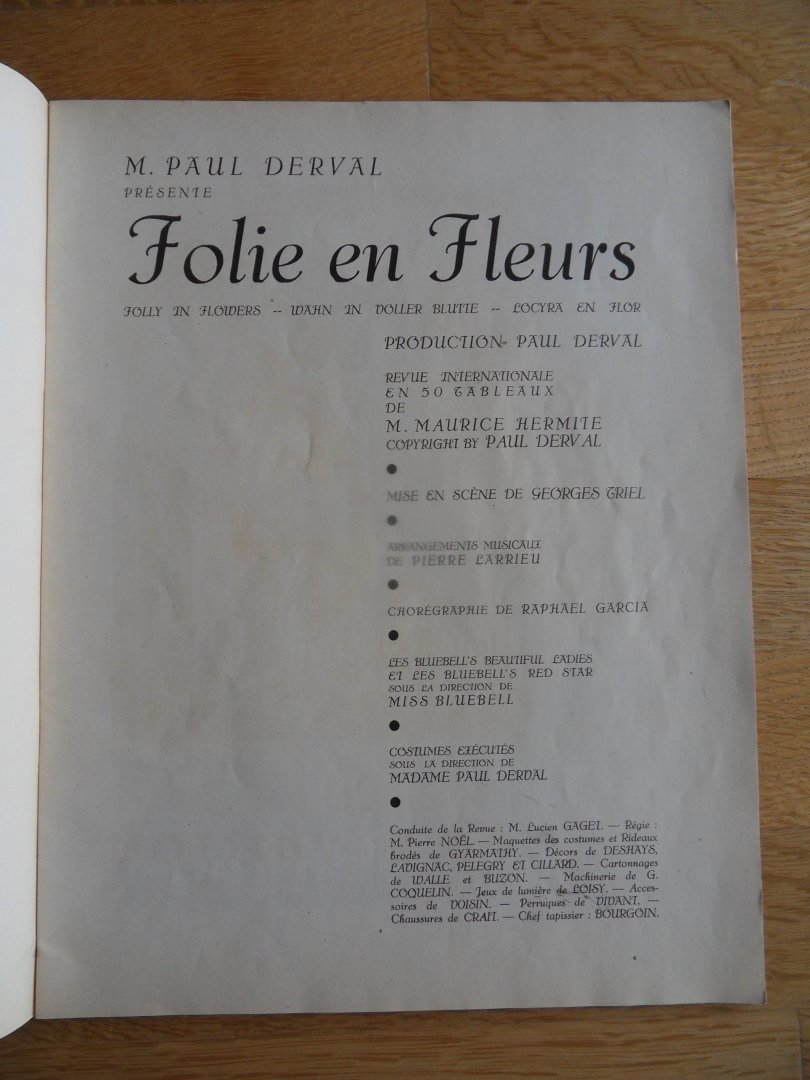 M. PAUL DERVAL
PRÉSENTE
Folie en Fleurs
FOLLY IN FLOWERS -- WAHN IN VOLLER BLUTTE -- LOCYRA EN FLOR
PRODUCTION PAUL DERVAL
REVUE INTERNATIONALE
EN 50 TABLEAUX
DE
M. MAURICE HERMITE
COPYRIGHT BY PAUL DERVAL
MISE EN SCÈNE DE GEORGES TRIEL
ARRANGEMENTS MUSICAUX
DE PIERRE LARRIEU
CHORÉGRAPHIE DE RAPHAEL GARCIA
LES BLUEBELL'S BEAUTIFUL LADIES
ET LES BLUEBELL'S RED STAR
SOUS LA DIRECTION DE
MISS BLUEBELL
COSTUMES EXÉCUTÉS
SOUS LA DIRECTION DE
MADAME PAUL DERVAL
Conduite de la Revue : M. Lucien GAGET. — Régie :
M. Pierre NOËL. — Maquettes des costumes et Rideaux
brodés de GYARMATHY. — Décors de DESHAYS,
LAVIGNAC, PELEGRY ET CILLARD. — Cartonnages
de WALLE et BUZON. — Machinerie de G.
COQUELIN. — Jeux de lumière de LOISY. — Acces-
soires de VOISIN. — Perruques de VIVANT. —
Chaussures de CRAIT. — Chef tapissier : BOURGOIN.